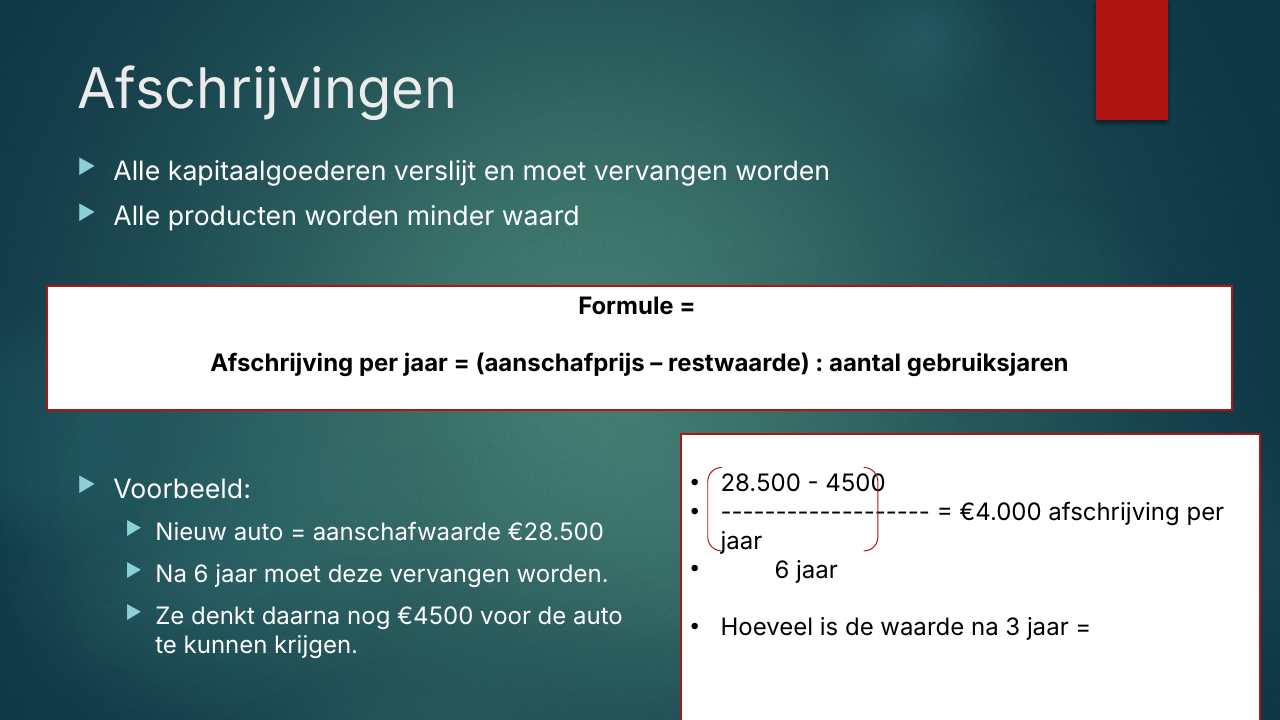 Afschrijvingen
Alle kapitaalgoederen verslijt en moet vervangen worden
Alle producten worden minder waard
Formule =
Afschrijving per jaar = (aanschafprijs – restwaarde) : aantal gebruiksjaren
Voorbeeld:
Nieuw auto = aanschafwaarde €28.500
Na 6 jaar moet deze vervangen worden.
Ze denkt daarna nog €4500 voor de auto
te kunnen krijgen.
• 28.500 - 4500
• ------------------- = €4.000 afschrijving per
jaar
• 6 jaar
• Hoeveel is de waarde na 3 jaar =